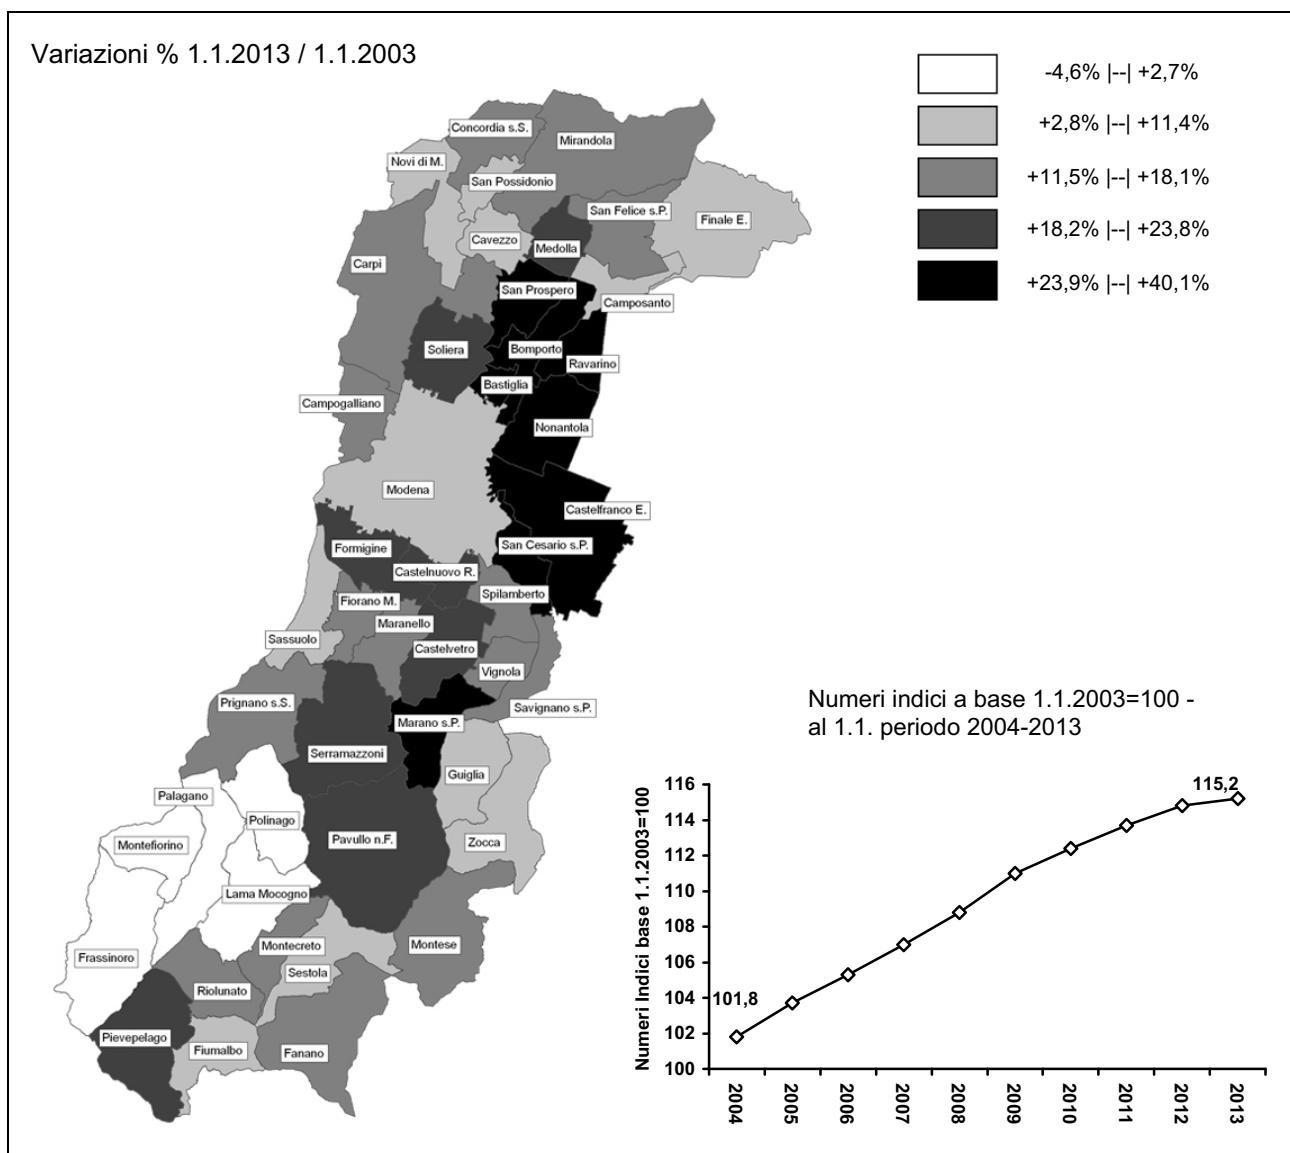 Variazioni % 1.1.2013 / 1.1.2003
-4,6% |--| +2,7%
+2,8% |--| +11,4%
+11,5% |--| +18,1%
+18,2% |--| +23,8%
+23,9% |--| +40,1%
Concordia s.S.
Mirandola
Novi di M.
San Possidonio
San Felice s.P.
Finale E.
Cavezzo
Medolla
Carpi
San Prospero
Camposanto
Soliera
Bomporto
Ravarino
Bastiglia
Campogalliano
Nonantola
Modena
Castelfranco E.
San Cesario s.P.
Formigine
Castelnuovo R.
Spilamberto
Fiorano M.
Maranello
Sassuolo
Castelvetro
Vignola
Prignano s.S.
Savignano s.P.
Marano s.P.
Serramazzoni
Guiglia
Palagano
Polinago
Pavullo n.F.
Zocca
Montefiorino
Lama Mocogno
Montecreto
Montese
Frassinoro
Sestola
Riolunato
Pievepelago
Fiumalbo
Fanano
Numeri indici a base 1.1.2003=100 -
al 1.1. periodo 2004-2013
Numeri Indici base 1.1.2003=100
116
114
112
110
108
106
104
102
100
101,8
115,2
2004
2005
2006
2007
2008
2009
2010
2011
2012
2013